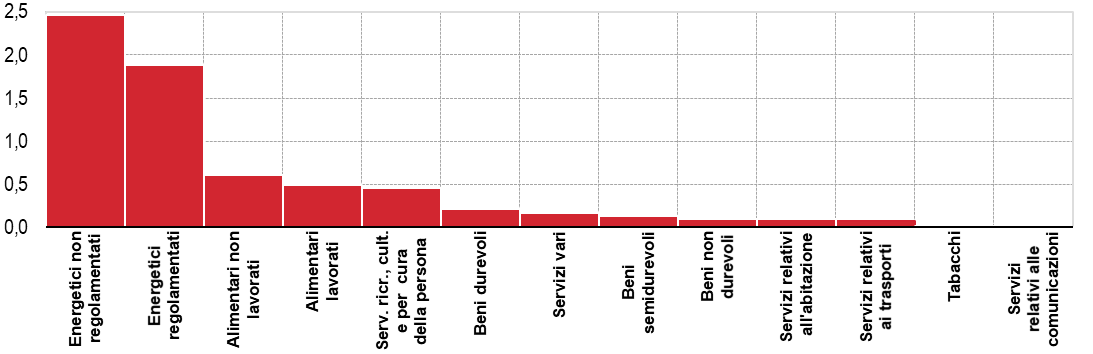 2,5
2,0
1,5
1,0
0,5
0,0
Energetici non
regolamentati
Energetici
regolamentati
Alimentari non
lavorati
Alimentari
lavorati
Serv. ricr., cult.
e per cura
della persona
Beni durevoli
Servizi vari
Beni
semidurevoli
Beni non
durevoli
Servizi relativi
all'abitazione
Servizi relativi
ai trasporti
Tabacchi
Servizi
relativi alle
comunicazioni